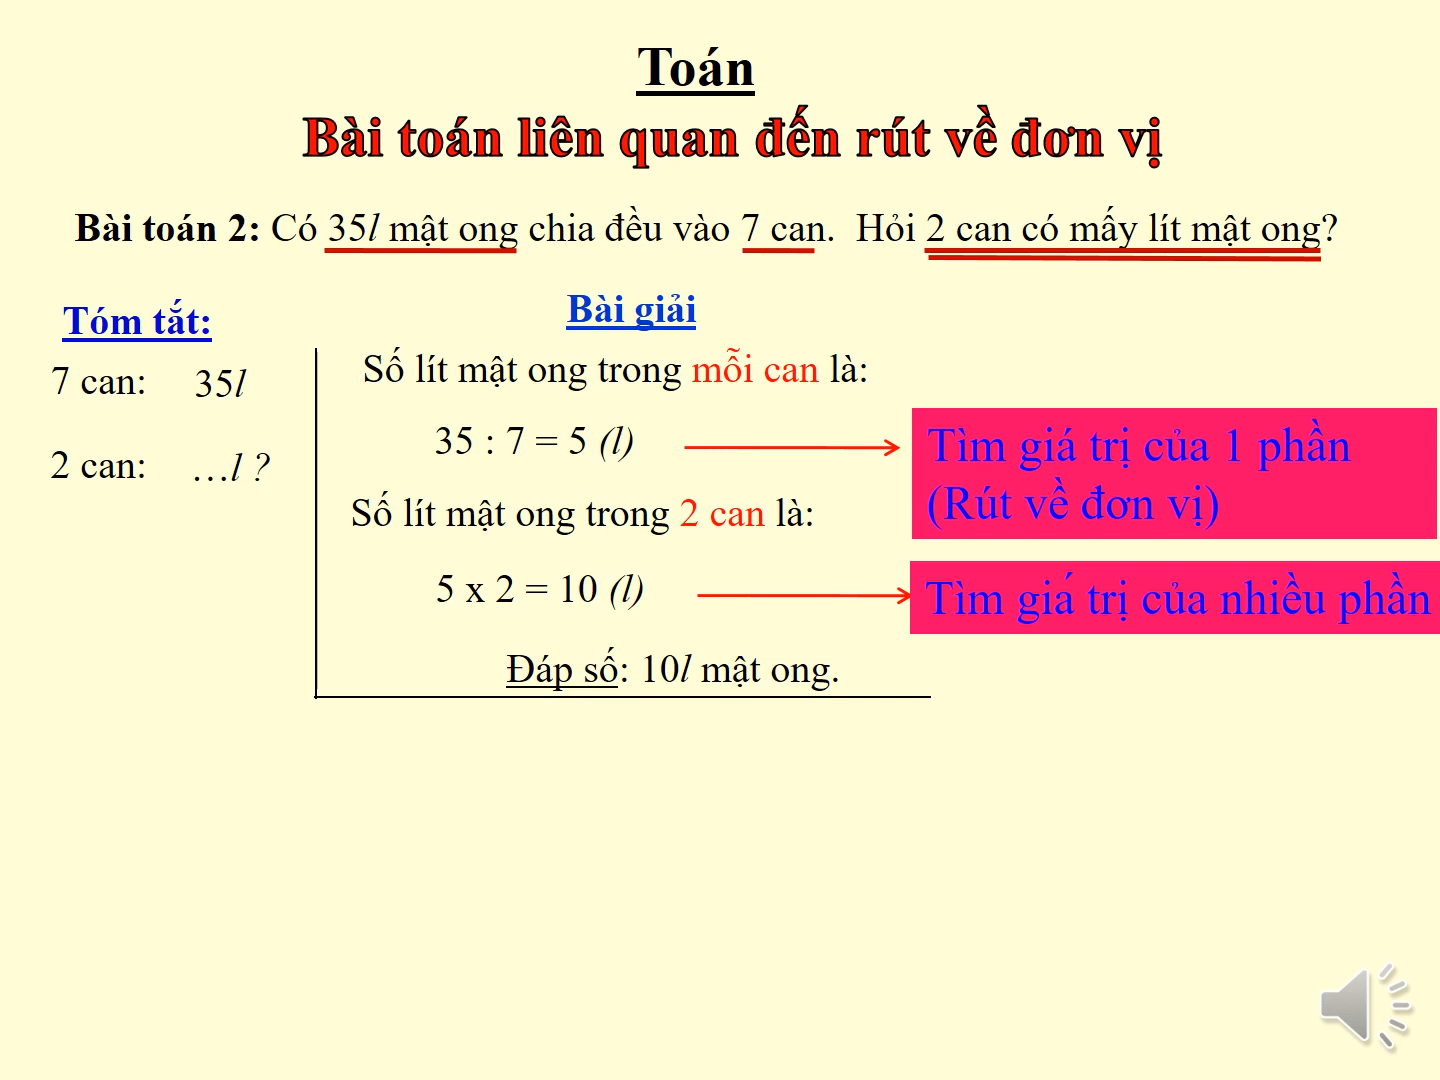 Toán
Bài toán liên quan đến rút về đơn vị
Bài toán 2: Có 35l mật ong chia đều vào 7 can. Hỏi 2 can có mấy lít mật ong?
Tóm tắt:
7 can: 35l
2 can: ...l ?
Bài giải
Số lít mật ong trong mỗi can là:
35 : 7 = 5 (l)
Tìm giá trị của 1 phần
(Rút về đơn vị)
Số lít mật ong trong 2 can là:
5 x 2 = 10 (l)
Tìm giá trị của nhiều phần
Đáp số: 10l mật ong.